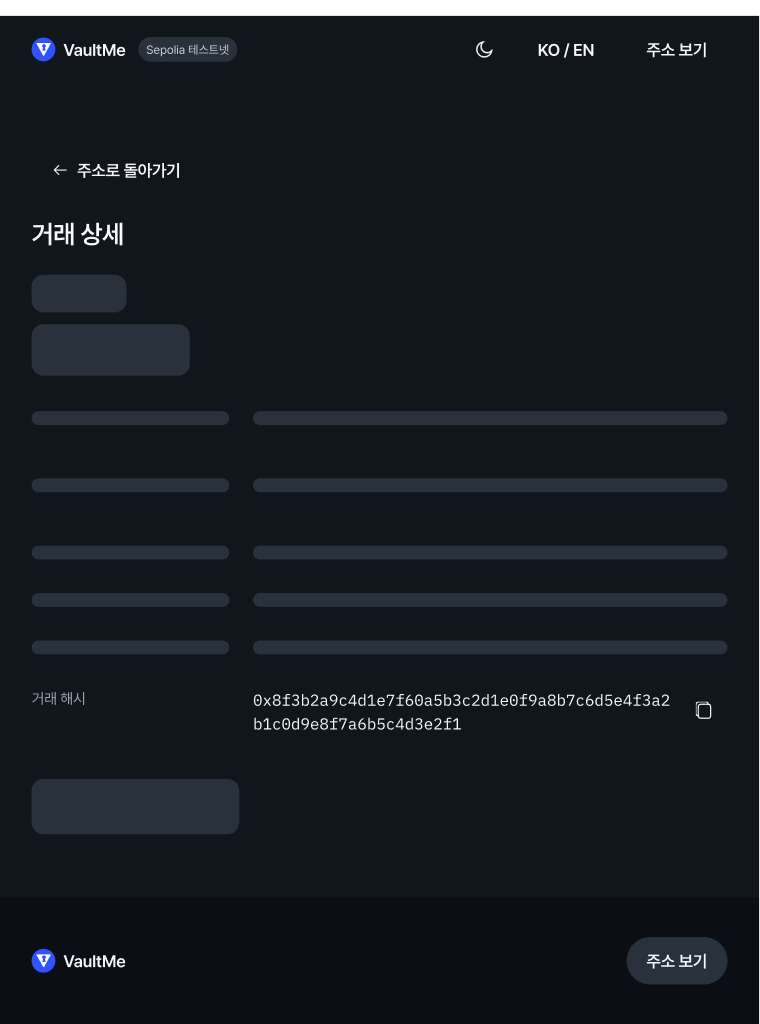 VaultMe
Sepolia 테스트넷
KO / EN
주소 보기
← 주소로 돌아가기
거래 상세
거래 해시
0x8f3b2a9c4d1e7f60a5b3c2d1e0f9a8b7c6d5e4f3a2
b1c0d9e8f7a6b5c4d3e2f1
VaultMe
주소 보기